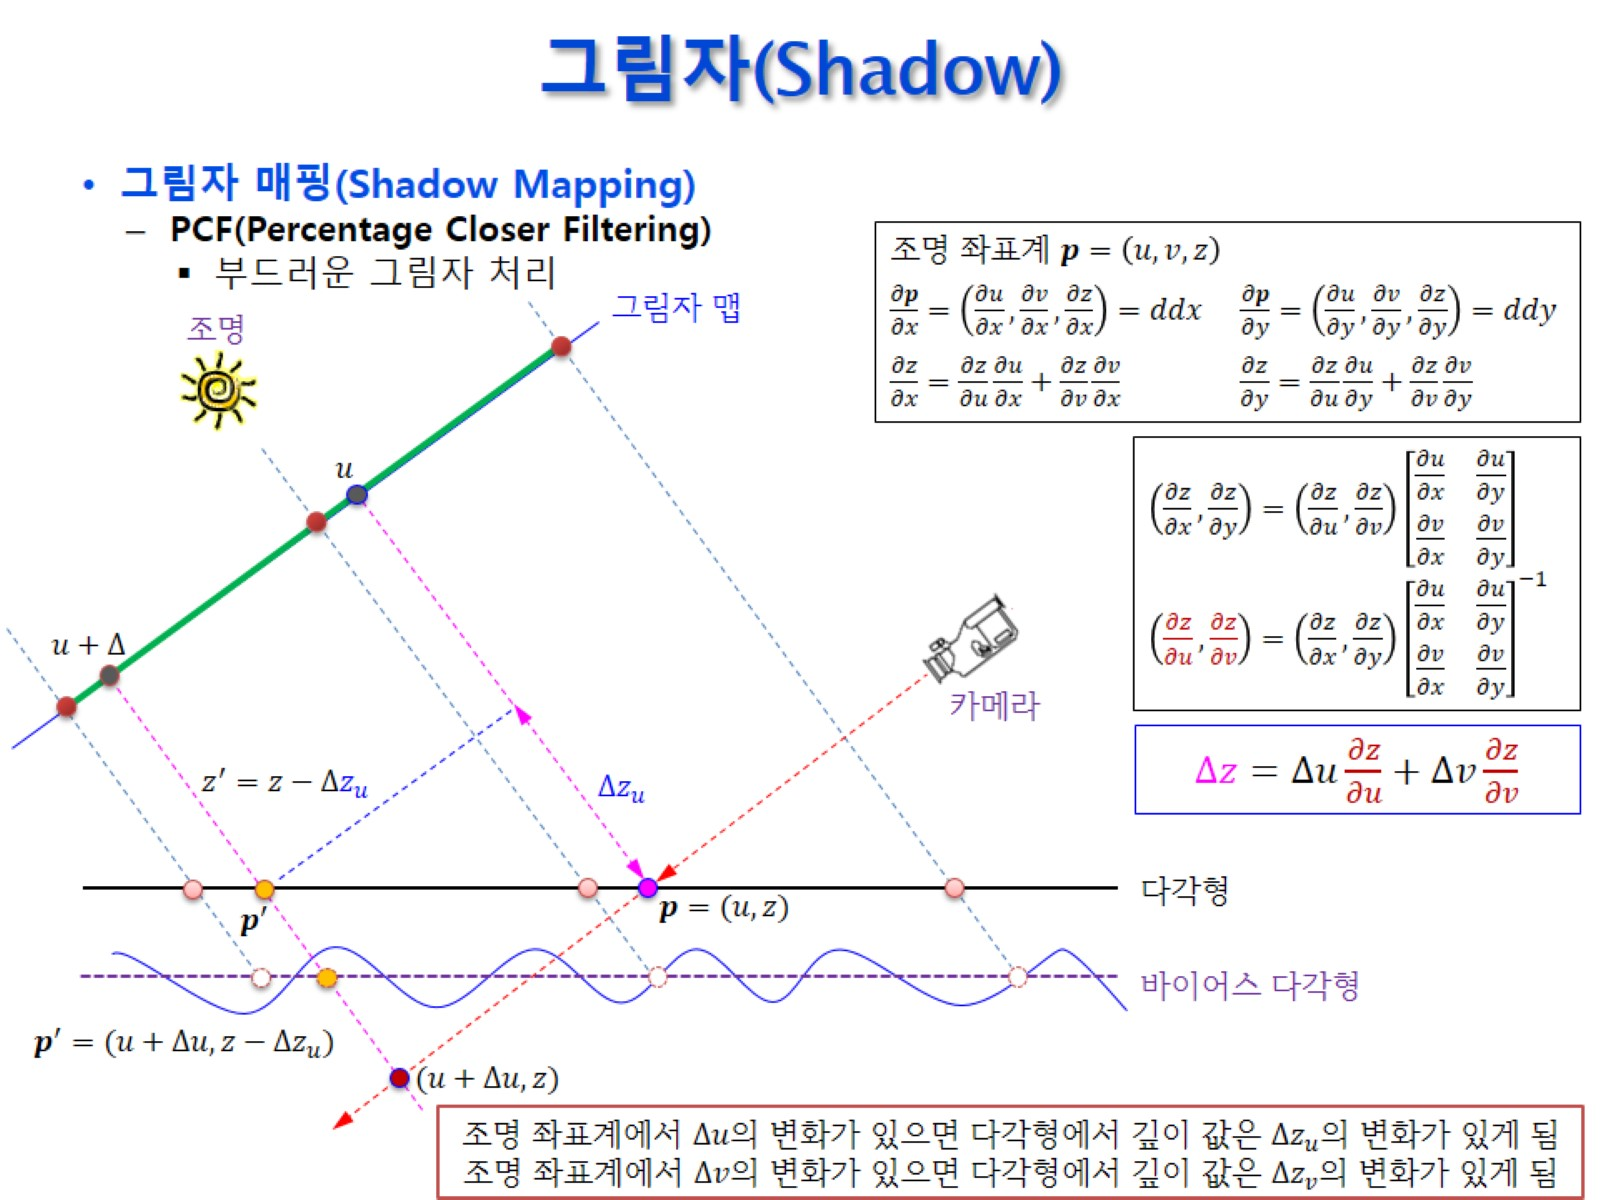 그림자(Shadow)
• 그림자 매핑(Shadow Mapping)
– PCF(Percentage Closer Filtering)
▪ 부드러운 그림자 처리
조명
그림자 맵
조명 좌표계 p = (u, v, z)
∂p/∂x = (∂u/∂x, ∂v/∂x, ∂z/∂x) = ddx ∂p/∂y = (∂u/∂y, ∂v/∂y, ∂z/∂y) = ddy
∂z/∂x = ∂z/∂u ∂u/∂x + ∂z/∂v ∂v/∂x ∂z/∂y = ∂z/∂u ∂u/∂y + ∂z/∂v ∂v/∂y
(∂z/∂x, ∂z/∂y) = (∂z/∂u, ∂z/∂v) [∂u/∂x ∂u/∂y ∂v/∂x ∂v/∂y]
(∂z/∂u, ∂z/∂v) = (∂z/∂x, ∂z/∂y) [∂u/∂x ∂u/∂y ∂v/∂x ∂v/∂y]⁻¹
Δz = Δu ∂z/∂u + Δv ∂z/∂v
u
u + Δ
카메라
z′ = z − Δzᵤ
Δzᵤ
다각형
p′
p = (u, z)
바이어스 다각형
p′ = (u + Δu, z − Δzᵤ)
(u + Δu, z)
조명 좌표계에서 Δu의 변화가 있으면 다각형에서 깊이 값은 Δzᵤ의 변화가 있게 됨
조명 좌표계에서 Δv의 변화가 있으면 다각형에서 깊이 값은 Δzᵥ의 변화가 있게 됨